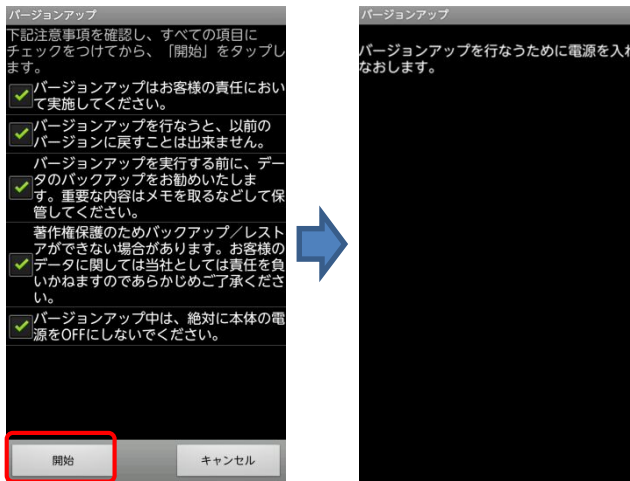 バージョンアップ
下記注意事項を確認し、すべての項目に
チェックをつけてから、「開始」をタップし
ます。
バージョンアップはお客様の責任におい
て実施してください。
バージョンアップを行なうと、以前の
バージョンに戻すことは出来ません。
バージョンアップを実行する前に、デー
タのバックアップをお勧めいたしま
す。重要な内容はメモを取るなどして保
管してください。
著作権保護のためバックアップ／レスト
アができない場合があります。お客様の
データに関しては当社としては責任を負
いかねますのであらかじめご了承くださ
い。
バージョンアップ中は、絶対に本体の電
源をOFFにしないでください。
開始
キャンセル
バージョンアップ
バージョンアップを行なうために電源を入れ
なおします。